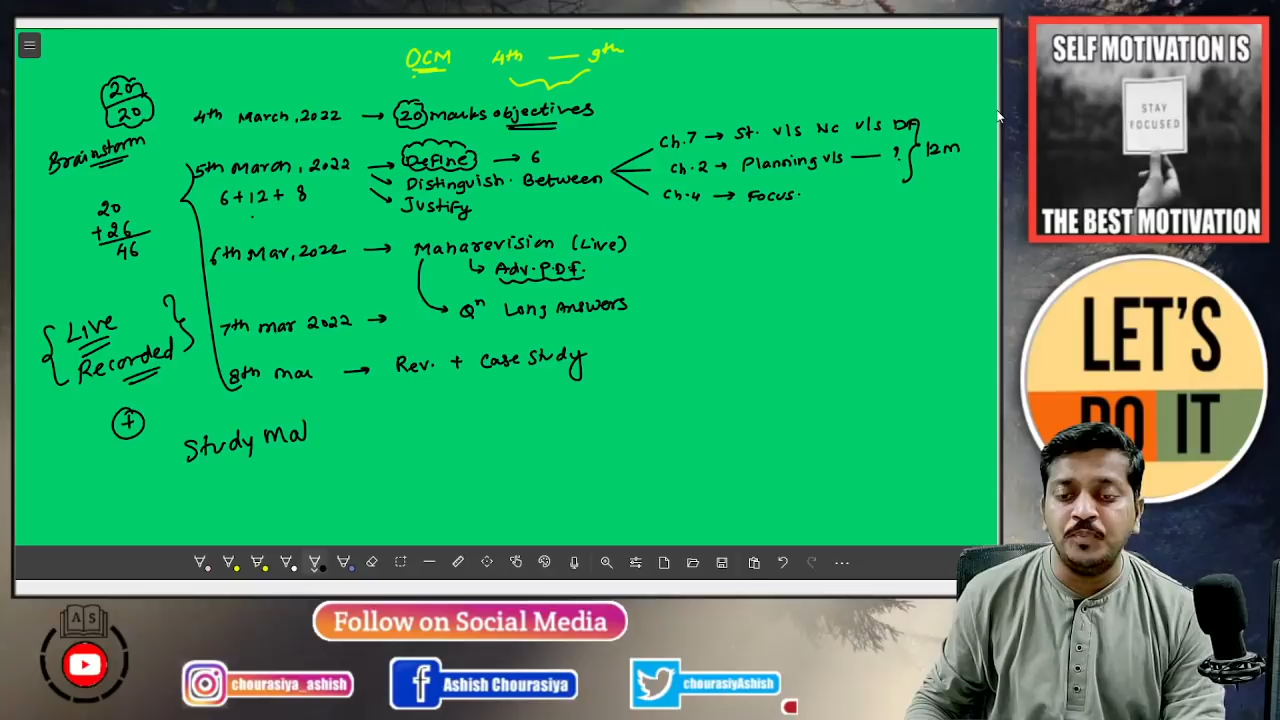 OCM 4th — 9th
20
20
Brainstorm
4th March, 2022 → 20 marks objectives
5th March, 2022 → Define → 6
6 + 12 + 8
Distinguish. Between
Justify
Ch.7 → St. v/s Nc v/s DA
Ch.2 → Planning v/s — ?
Ch.4 → Focus.
12m
20
+26
46
6th Mar, 2022 → Maharevision (Live)
↳ Adv. P.D.F.
Qⁿ Long Answers
7th mar 2022 →
8th mar → Rev. + Case study
Live
Recorded
+
Study Mat
SELF MOTIVATION IS
STAY
FOCUSED
THE BEST MOTIVATION
LET'S
DO IT
A S
Follow on Social Media
chourasiya_ashish
Ashish Chourasiya
chourasiyAshish